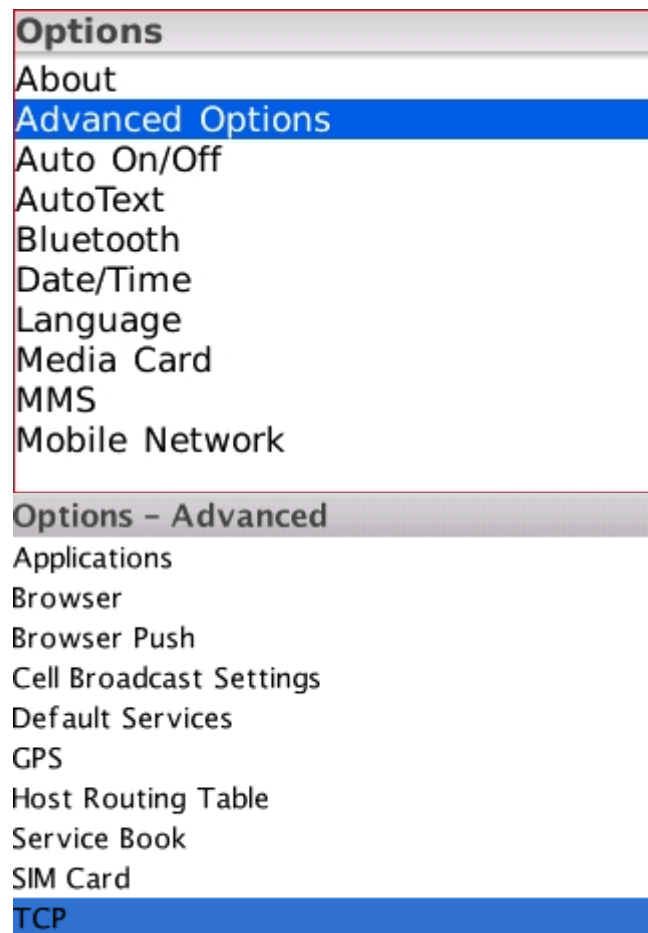 Options
About
Advanced Options
Auto On/Off
AutoText
Bluetooth
Date/Time
Language
Media Card
MMS
Mobile Network
Options – Advanced
Applications
Browser
Browser Push
Cell Broadcast Settings
Default Services
GPS
Host Routing Table
Service Book
SIM Card
TCP